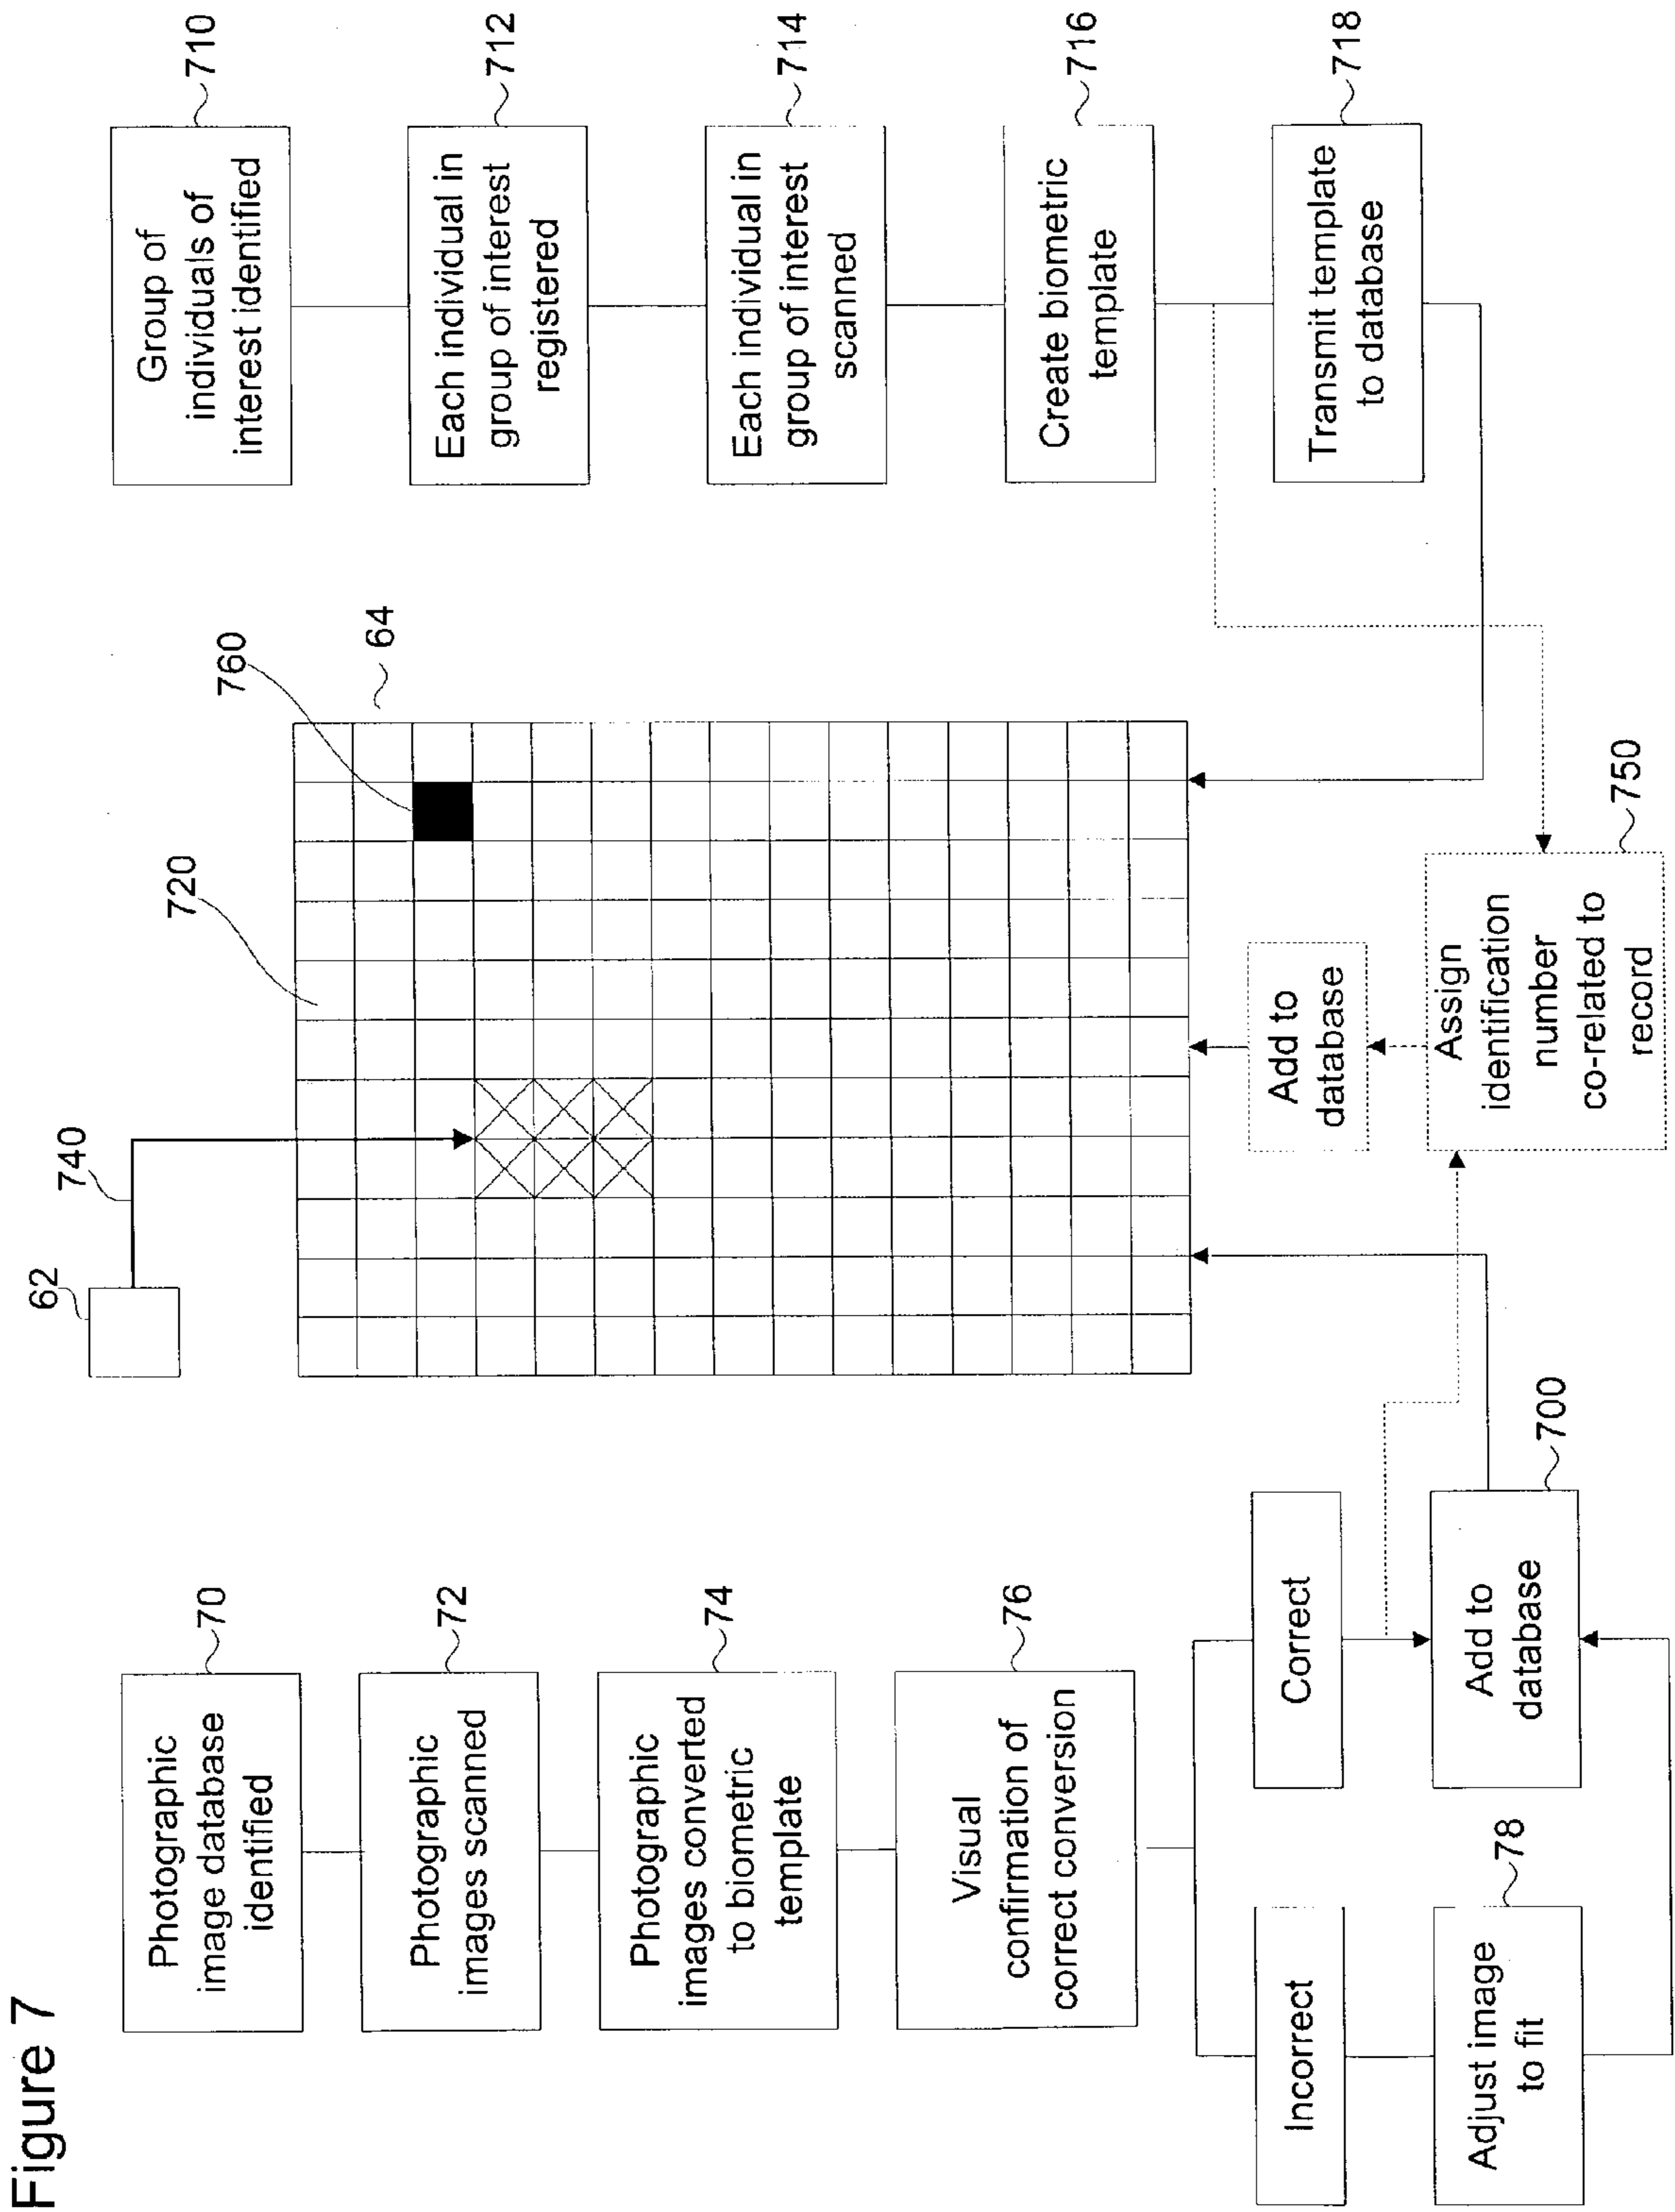 Figure 7
Photographic
image database
identified
70
Photographic
images scanned
72
Photographic
images converted
to biometric
template
74
Visual
confirmation of
correct conversion
76
Incorrect
Correct
Adjust image
to fit
78
Add to
database
700
62
740
720
760
64
Add to
database
Assign
identification
number
co-related to
record
750
Group of
individuals of
interest identified
710
Each individual in
group of interest
registered
712
Each individual in
group of interest
scanned
714
Create biometric
template
716
Transmit template
to database
718